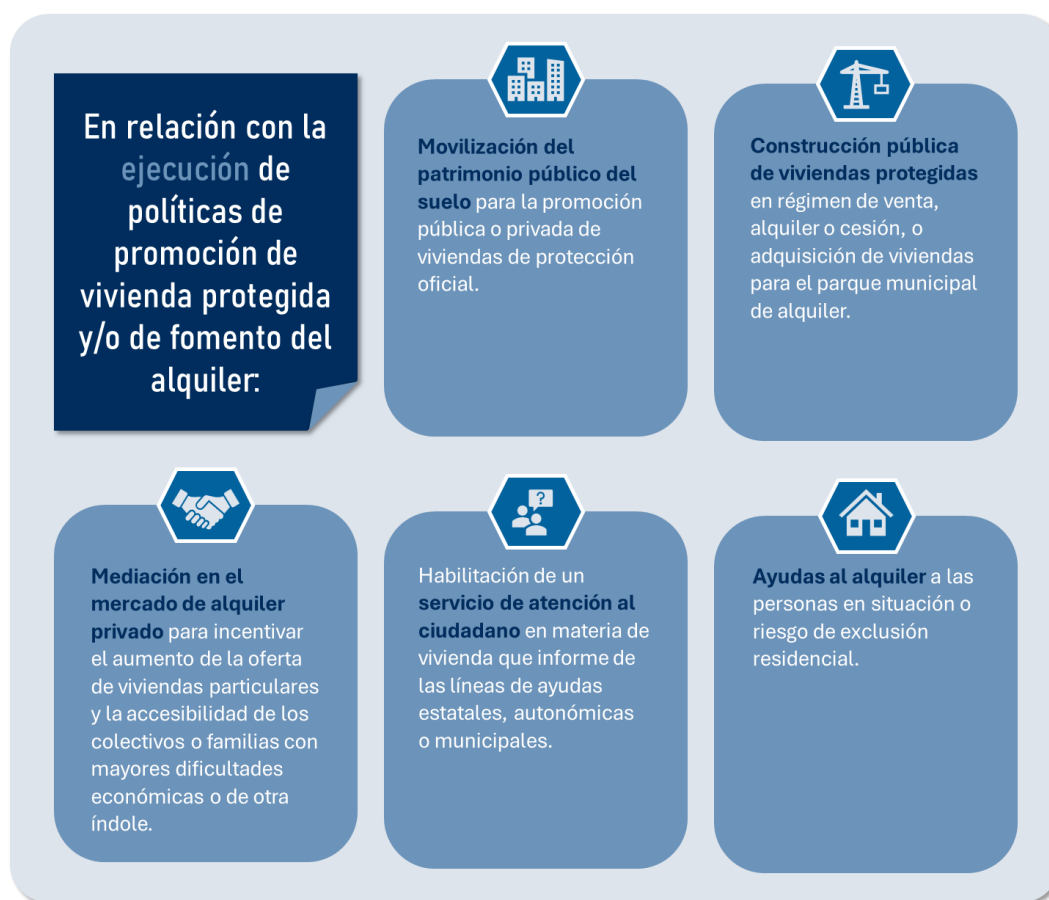 En relación con la
ejecución de
políticas de
promoción de
vivienda protegida
y/o de fomento del
alquiler:
Movilización del
patrimonio público del
suelo para la promoción
pública o privada de
viviendas de protección
oficial.
Construcción pública
de viviendas protegidas
en régimen de venta,
alquiler o cesión, o
adquisición de viviendas
para el parque municipal
de alquiler.
Mediación en el
mercado de alquiler
privado para incentivar
el aumento de la oferta
de viviendas particulares
y la accesibilidad de los
colectivos o familias con
mayores dificultades
económicas o de otra
índole.
?
Habilitación de un
servicio de atención al
ciudadano en materia de
vivienda que informe de
las líneas de ayudas
estatales, autonómicas
o municipales.
Ayudas al alquiler a las
personas en situación o
riesgo de exclusión
residencial.